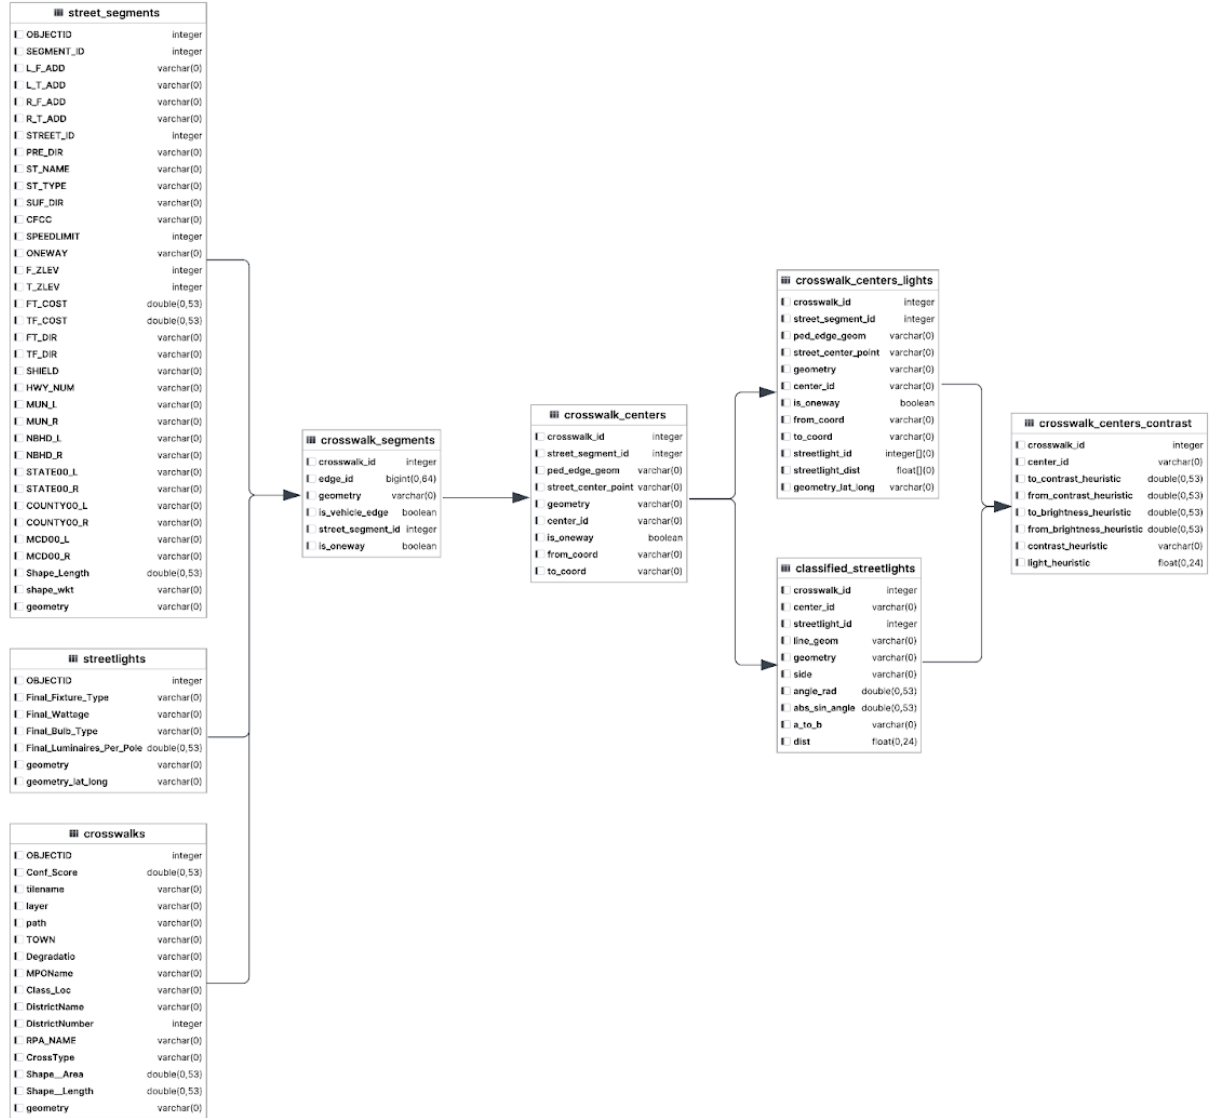 street_segments
OBJECTID integer
SEGMENT_ID integer
L_F_ADD varchar(0)
L_T_ADD varchar(0)
R_F_ADD varchar(0)
R_T_ADD varchar(0)
STREET_ID integer
PRE_DIR varchar(0)
ST_NAME varchar(0)
ST_TYPE varchar(0)
SUF_DIR varchar(0)
CFCC varchar(0)
SPEEDLIMIT integer
ONEWAY varchar(0)
F_ZLEV integer
T_ZLEV integer
FT_COST double(0,53)
TF_COST double(0,53)
FT_DIR varchar(0)
TF_DIR varchar(0)
SHIELD varchar(0)
HWY_NUM varchar(0)
MUN_L varchar(0)
MUN_R varchar(0)
NBHD_L varchar(0)
NBHD_R varchar(0)
STATE00_L varchar(0)
STATE00_R varchar(0)
COUNTY00_L varchar(0)
COUNTY00_R varchar(0)
MCD00_L varchar(0)
MCD00_R varchar(0)
Shape_Length double(0,53)
shape_wkt varchar(0)
geometry varchar(0)
streetlights
OBJECTID integer
Final_Fixture_Type varchar(0)
Final_Wattage varchar(0)
Final_Bulb_Type varchar(0)
Final_Luminaires_Per_Pole double(0,53)
geometry varchar(0)
geometry_lat_long varchar(0)
crosswalks
OBJECTID integer
Conf_Score double(0,53)
tilename varchar(0)
layer varchar(0)
path varchar(0)
TOWN varchar(0)
Degradatio varchar(0)
MPOName varchar(0)
Class_Loc varchar(0)
DistrictName varchar(0)
DistrictNumber integer
RPA_NAME varchar(0)
CrossType varchar(0)
Shape__Area double(0,53)
Shape__Length double(0,53)
geometry varchar(0)
crosswalk_segments
crosswalk_id integer
edge_id bigint(0,64)
geometry varchar(0)
is_vehicle_edge boolean
street_segment_id integer
is_oneway boolean
crosswalk_centers
crosswalk_id integer
street_segment_id integer
ped_edge_geom varchar(0)
street_center_point varchar(0)
geometry varchar(0)
center_id varchar(0)
is_oneway boolean
from_coord varchar(0)
to_coord varchar(0)
crosswalk_centers_lights
crosswalk_id integer
street_segment_id integer
ped_edge_geom varchar(0)
street_center_point varchar(0)
geometry varchar(0)
center_id varchar(0)
is_oneway boolean
from_coord varchar(0)
to_coord varchar(0)
streetlight_id integer[](0)
streetlight_dist float[](0)
geometry_lat_long varchar(0)
classified_streetlights
crosswalk_id integer
center_id varchar(0)
streetlight_id integer
line_geom varchar(0)
geometry varchar(0)
side varchar(0)
angle_rad double(0,53)
abs_sin_angle double(0,53)
a_to_b varchar(0)
dist float(0,24)
crosswalk_centers_contrast
crosswalk_id integer
center_id varchar(0)
to_contrast_heuristic double(0,53)
from_contrast_heuristic double(0,53)
to_brightness_heuristic double(0,53)
from_brightness_heuristic double(0,53)
contrast_heuristic varchar(0)
light_heuristic float(0,24)